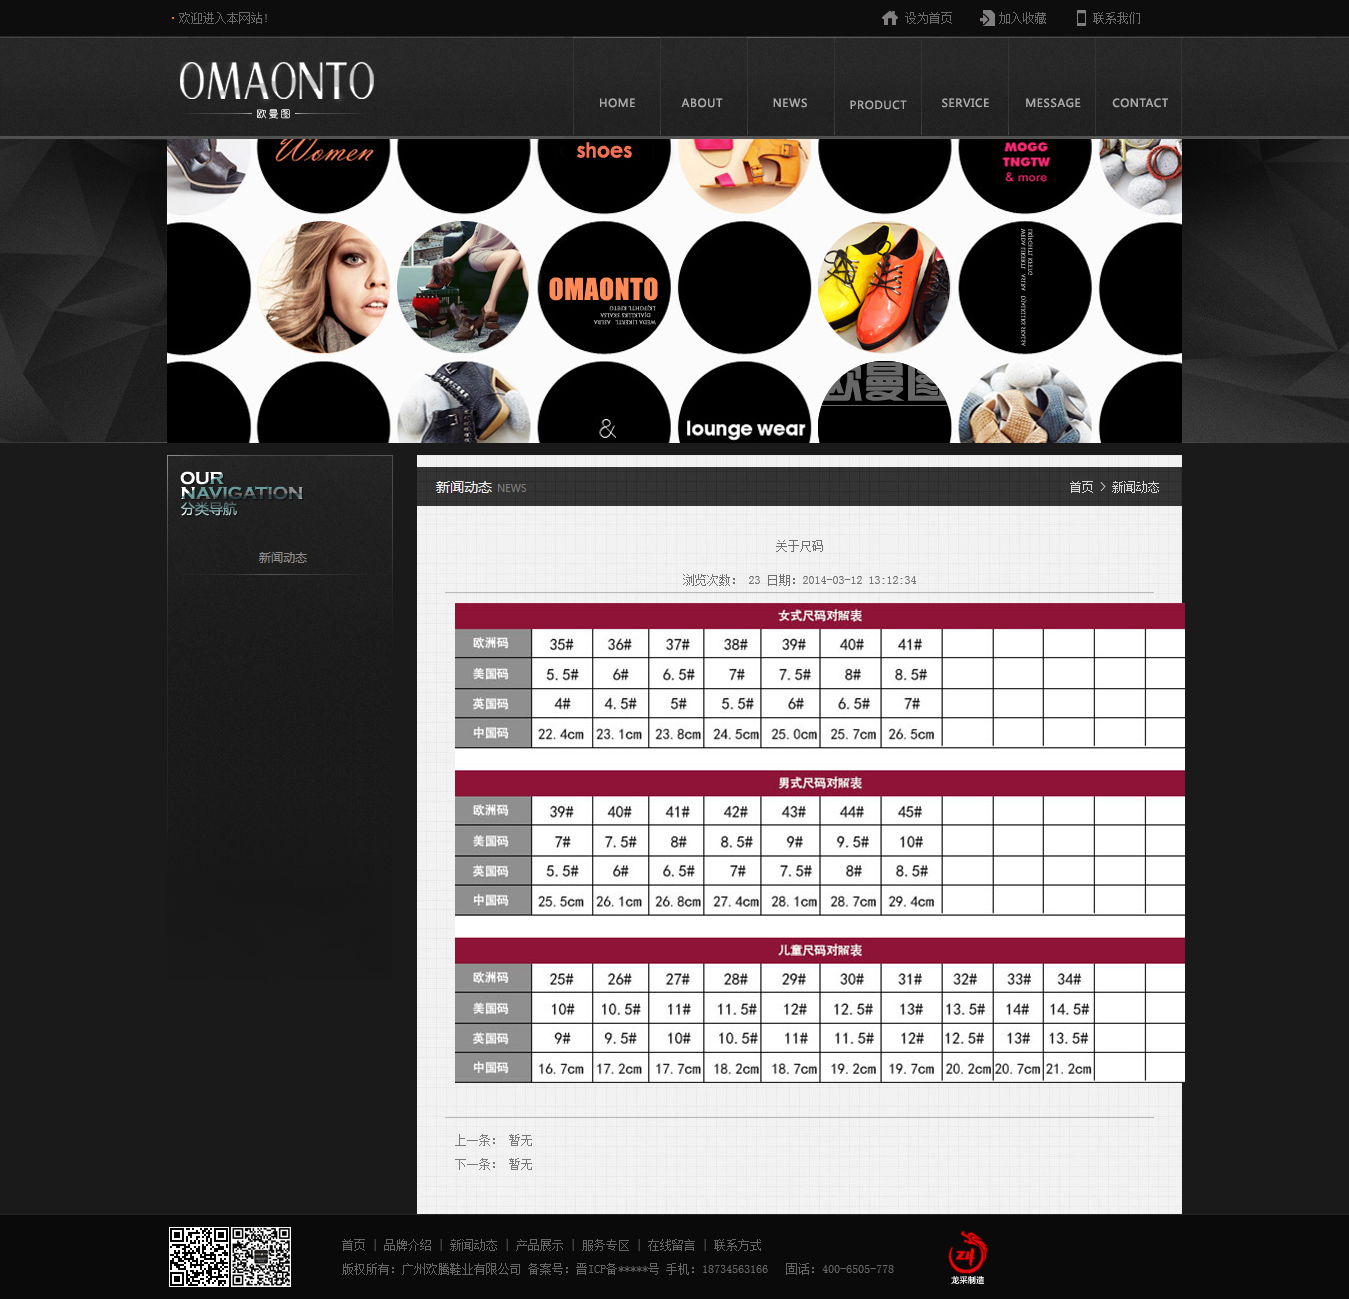 ·欢迎进入本网站!
设为首页 加入收藏 联系我们
OMAONTO
欧曼图
HOME ABOUT NEWS PRODUCT SERVICE MESSAGE CONTACT
Women shoes MOGG
TNGTW
& more
OMAONTO
欧曼图
& lounge wear
OUR
NAVIGATION
分类导航
新闻动态
新闻动态 NEWS 首页 > 新闻动态
关于尺码
浏览次数: 23 日期: 2014-03-12 13:12:34
女式尺码对照表
欧洲码 35# 36# 37# 38# 39# 40# 41#
美国码 5.5# 6# 6.5# 7# 7.5# 8# 8.5#
英国码 4# 4.5# 5# 5.5# 6# 6.5# 7#
中国码 22.4cm 23.1cm 23.8cm 24.5cm 25.0cm 25.7cm 26.5cm
男式尺码对照表
欧洲码 39# 40# 41# 42# 43# 44# 45#
美国码 7# 7.5# 8# 8.5# 9# 9.5# 10#
英国码 5.5# 6# 6.5# 7# 7.5# 8# 8.5#
中国码 25.5cm 26.1cm 26.8cm 27.4cm 28.1cm 28.7cm 29.4cm
儿童尺码对照表
欧洲码 25# 26# 27# 28# 29# 30# 31# 32# 33# 34#
美国码 10# 10.5# 11# 11.5# 12# 12.5# 13# 13.5# 14# 14.5#
英国码 9# 9.5# 10# 10.5# 11# 11.5# 12# 12.5# 13# 13.5#
中国码 16.7cm 17.2cm 17.7cm 18.2cm 18.7cm 19.2cm 19.7cm 20.2cm 20.7cm 21.2cm
上一条: 暂无
下一条: 暂无
首页 | 品牌介绍 | 新闻动态 | 产品展示 | 服务专区 | 在线留言 | 联系方式
版权所有: 广州欢腾鞋业有限公司 备案号: 晋ICP备*****号 手机: 18734563166 固话: 400-6505-778
龙采制造